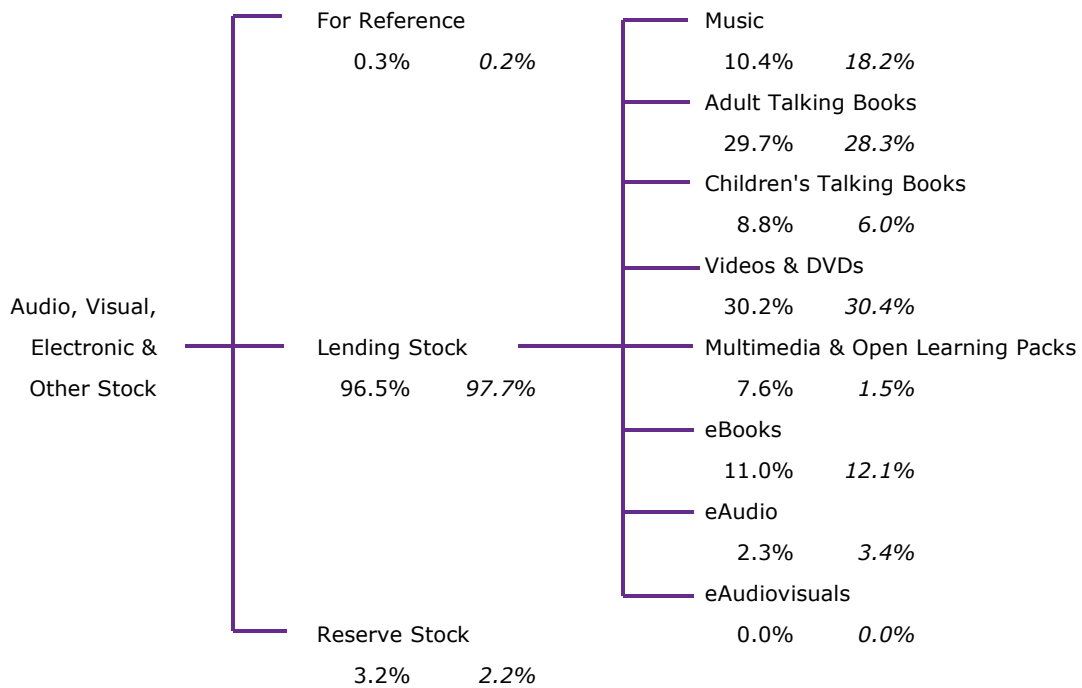 For Reference
0.3% 0.2%
Audio, Visual,
Electronic &
Other Stock
Lending Stock
96.5% 97.7%
Reserve Stock
3.2% 2.2%
Music
10.4% 18.2%
Adult Talking Books
29.7% 28.3%
Children's Talking Books
8.8% 6.0%
Videos & DVDs
30.2% 30.4%
Multimedia & Open Learning Packs
7.6% 1.5%
eBooks
11.0% 12.1%
eAudio
2.3% 3.4%
eAudiovisuals
0.0% 0.0%